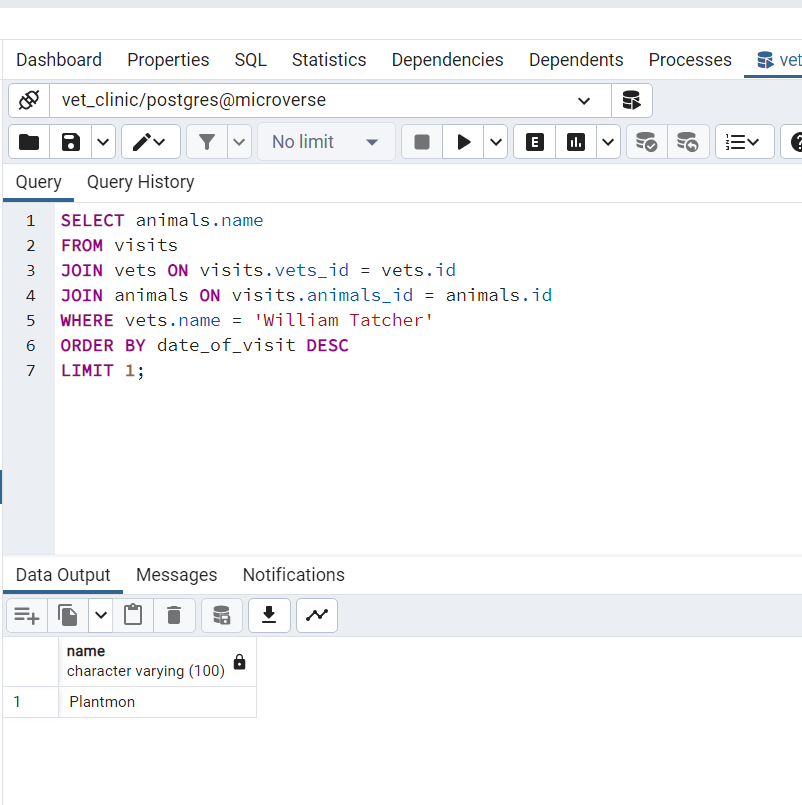 Dashboard Properties SQL Statistics Dependencies Dependents Processes vet
vet_clinic/postgres@microverse
No limit E
Query Query History
1 SELECT animals.name
2 FROM visits
3 JOIN vets ON visits.vets_id = vets.id
4 JOIN animals ON visits.animals_id = animals.id
5 WHERE vets.name = 'William Tatcher'
6 ORDER BY date_of_visit DESC
7 LIMIT 1;
Data Output Messages Notifications
name
character varying (100)
1 Plantmon